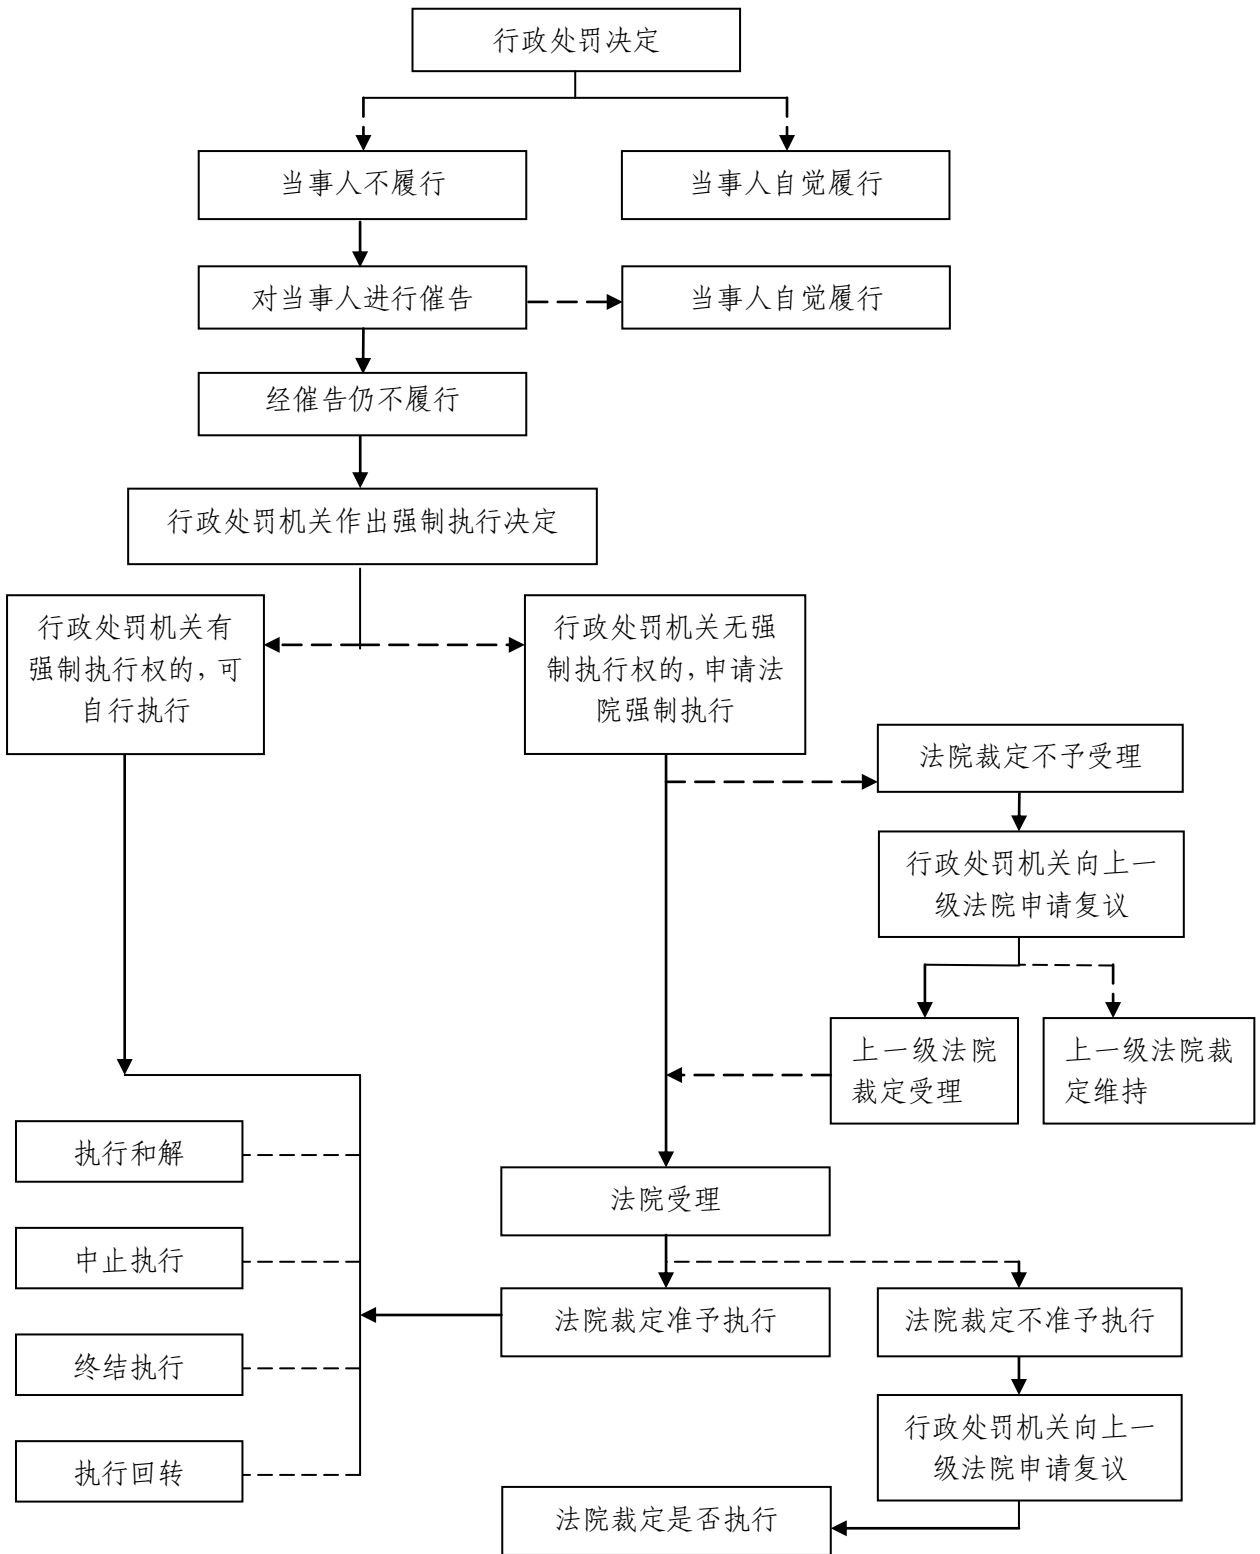 行政处罚决定
当事人不履行
当事人自觉履行
对当事人进行催告
当事人自觉履行
经催告仍不履行
行政处罚机关作出强制执行决定
行政处罚机关有
强制执行权的，可
自行执行
行政处罚机关无强
制执行权的，申请法
院强制执行
法院裁定不予受理
行政处罚机关向上一
级法院申请复议
上一级法院
裁定受理
上一级法院裁
定维持
执行和解
法院受理
中止执行
法院裁定准予执行
法院裁定不准予执行
终结执行
行政处罚机关向上一
级法院申请复议
执行回转
法院裁定是否执行